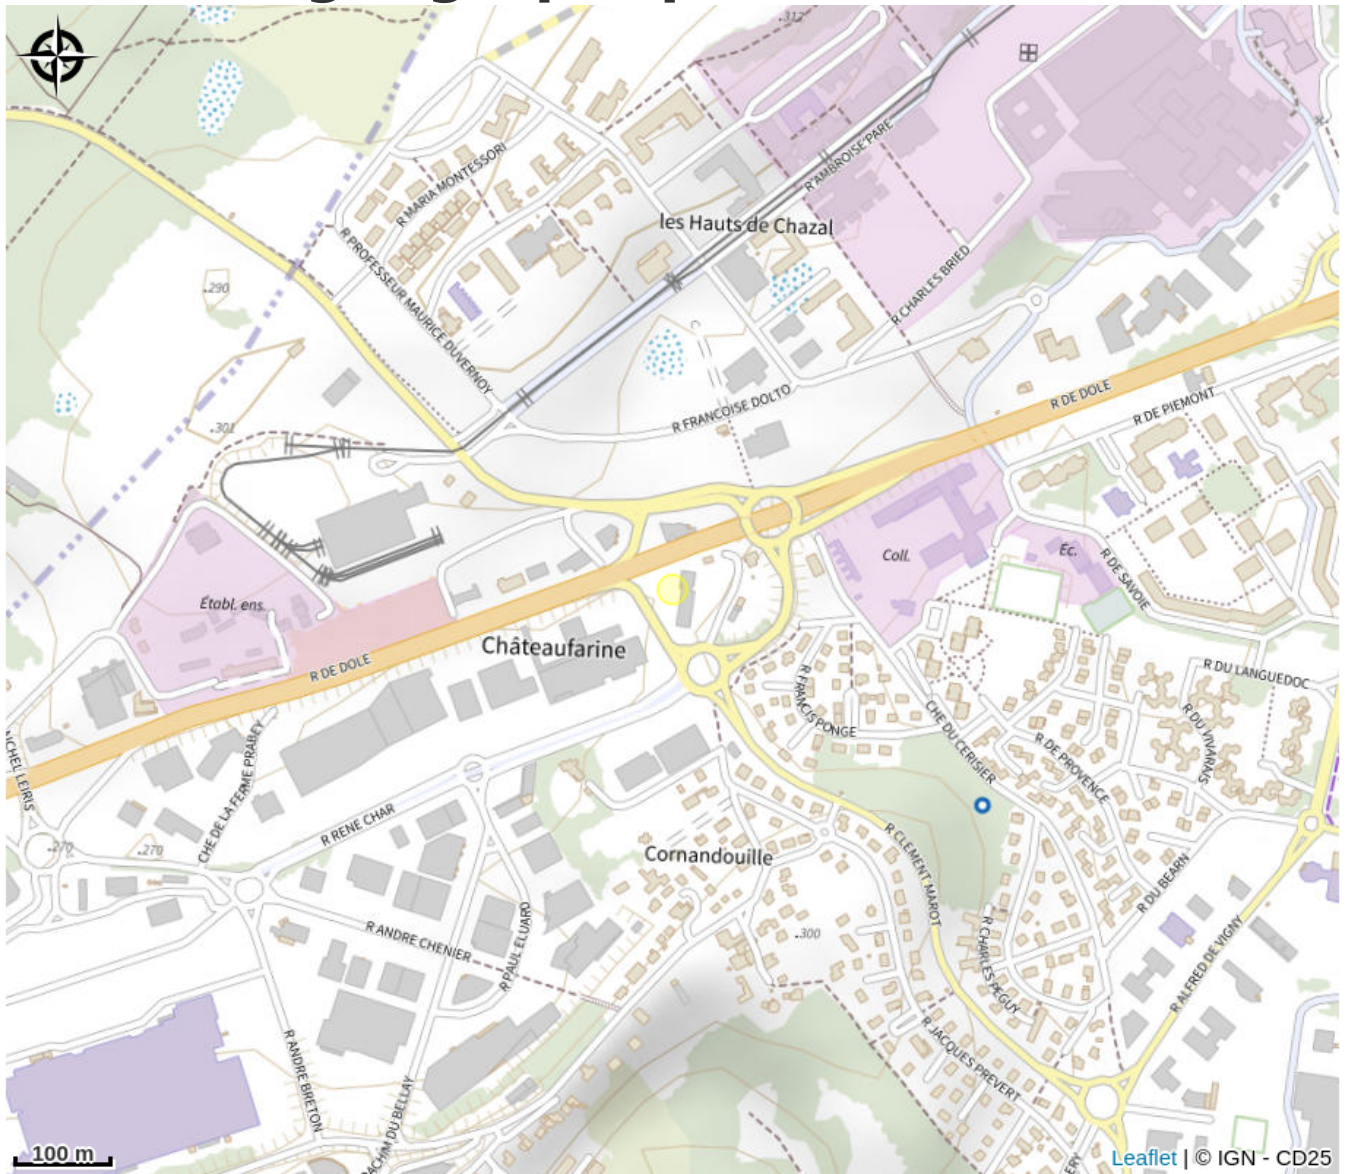 .312
R AMBROISE PARE
R MARIA MONTESSORI
les Hauts de Chazal
R PROFESSEUR MAURICE DUVERNOY
R CHARLES BRIED
.290
R DE DOLE
R DE PIEMONT
R FRANCOISE DOLTO
.301
Coll.
Éc.
R DE SAVOIE
Établ. ens.
Châteaufarine
R DE DOLE
R DU LANGUEDOC
R FRANCIS PONGE
CHE DU CERISIER
R DU VIVARAIS
R DE PROVENCE
CHE DE LA FERME PRABEY
R RENE CHAR
.270
.270
Cornandouille
R CLEMENT MAROT
R DU BEARN
R ANDRE CHENIER
R PAUL ELUARD
.300
R CHARLES PEGUY
R ALFRED DE VIGNY
R ANDRE BRETON
R JACQUES PREVERT
DU BELLAY
100 m
Leaflet | © IGN - CD25